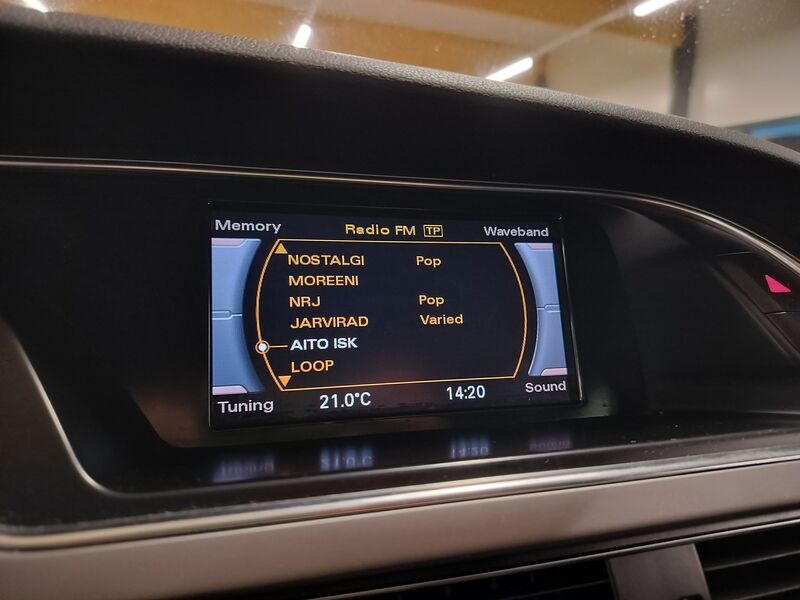 Memory Radio FM TP Waveband
NOSTALGI Pop
MOREENI
NRJ Pop
JARVIRAD Varied
AITO ISK
LOOP
Tuning 21.0°C 14:20 Sound